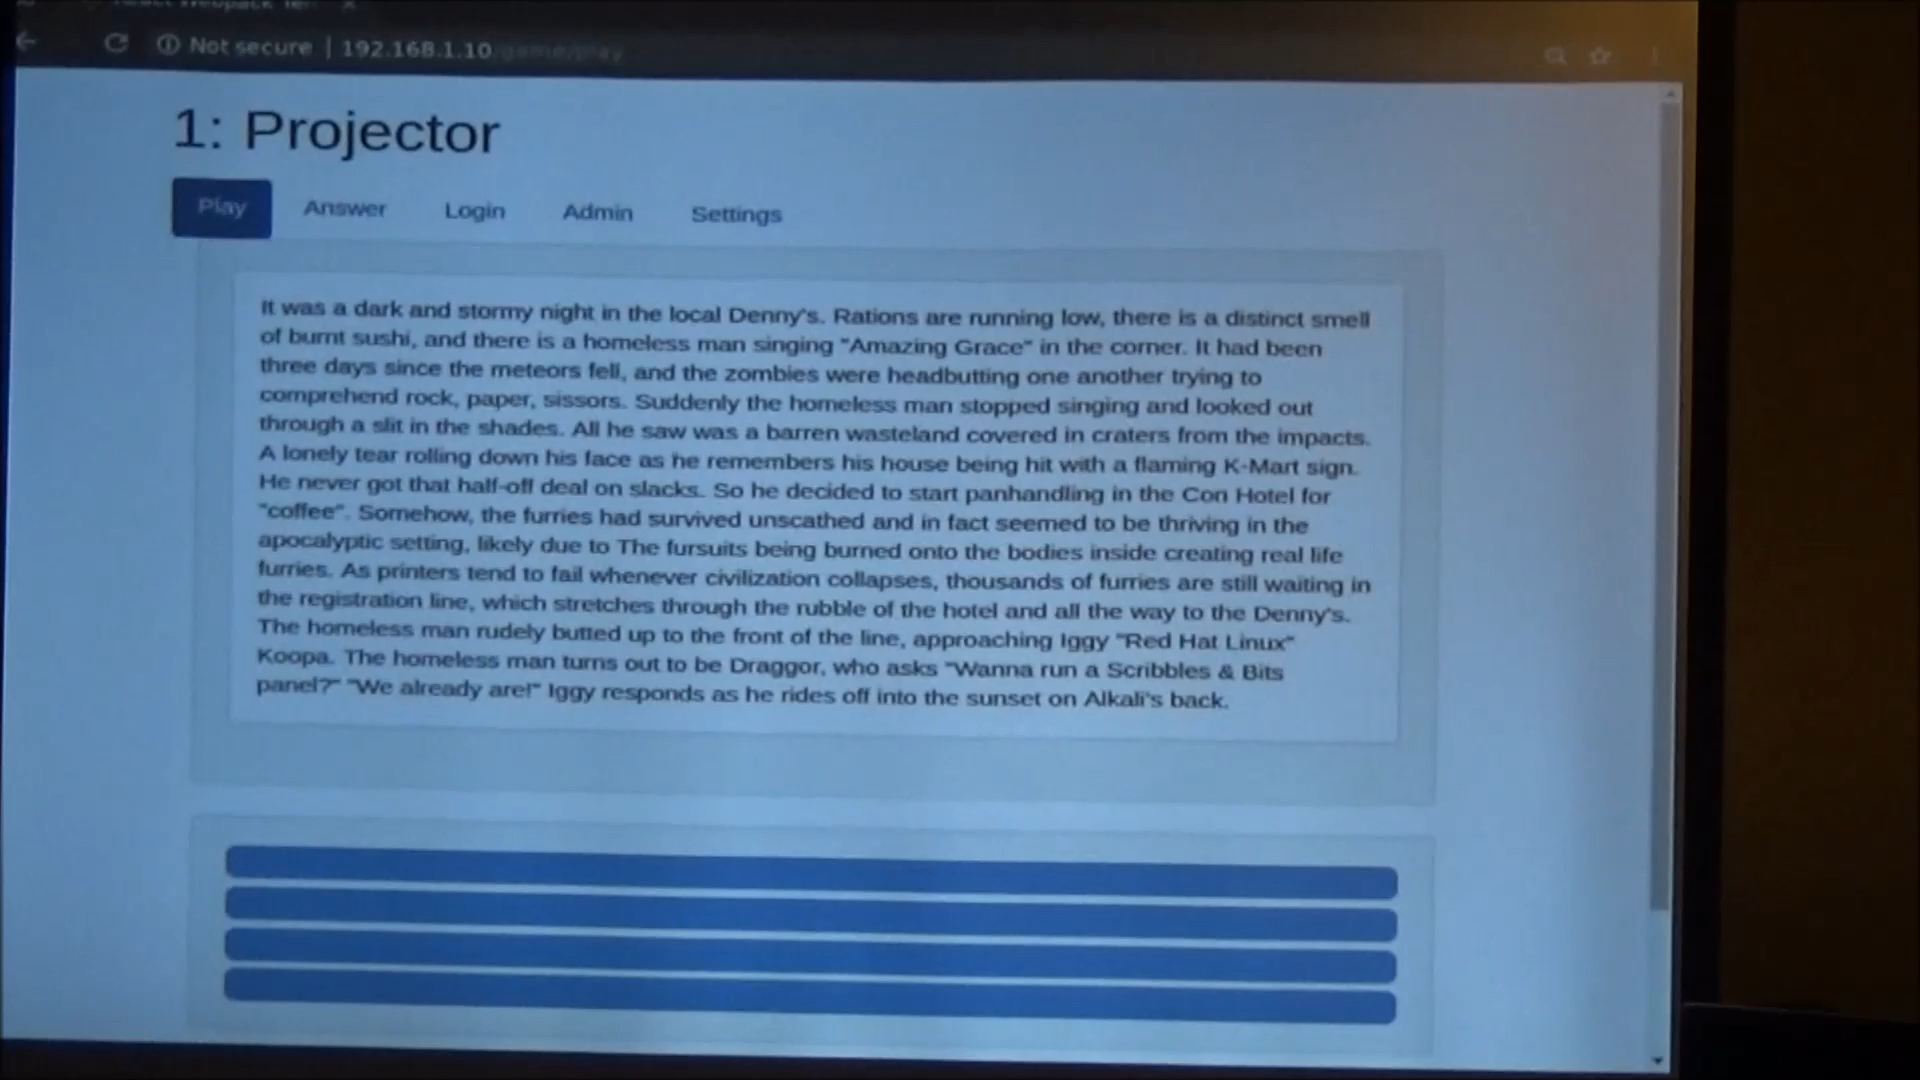 Not secure | 192.168.1.10/game/play
1: Projector
Play Answer Login Admin Settings
It was a dark and stormy night in the local Denny's. Rations are running low, there is a distinct smell
of burnt sushi, and there is a homeless man singing "Amazing Grace" in the corner. It had been
three days since the meteors fell, and the zombies were headbutting one another trying to
comprehend rock, paper, sissors. Suddenly the homeless man stopped singing and looked out
through a slit in the shades. All he saw was a barren wasteland covered in craters from the impacts.
A lonely tear rolling down his face as he remembers his house being hit with a flaming K-Mart sign.
He never got that half-off deal on slacks. So he decided to start panhandling in the Con Hotel for
"coffee". Somehow, the furries had survived unscathed and in fact seemed to be thriving in the
apocalyptic setting, likely due to The fursuits being burned onto the bodies inside creating real life
furries. As printers tend to fail whenever civilization collapses, thousands of furries are still waiting in
the registration line, which stretches through the rubble of the hotel and all the way to the Denny's.
The homeless man rudely butted up to the front of the line, approaching Iggy "Red Hat Linux"
Koopa. The homeless man turns out to be Draggor, who asks "Wanna run a Scribbles & Bits
panel?" "We already are!" Iggy responds as he rides off into the sunset on Alkali's back.